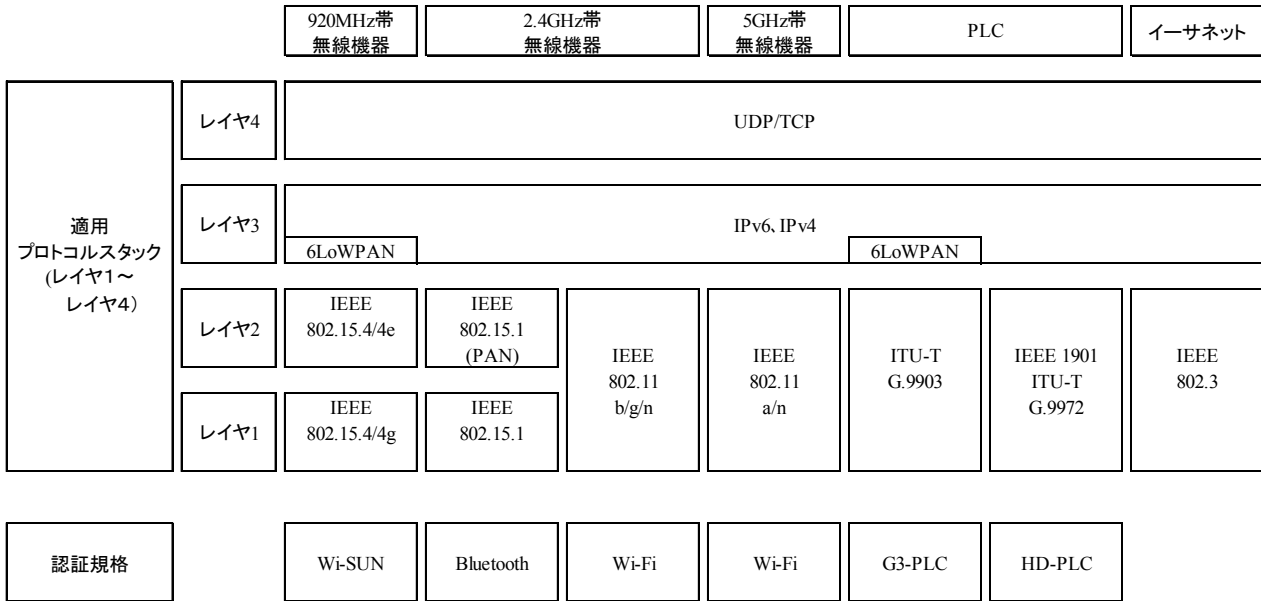 920MHz帯
無線機器
2.4GHz帯
無線機器
5GHz帯
無線機器
PLC
イーサネット
適用
プロトコルスタック
(レイヤ1～
レイヤ4)
レイヤ4
UDP/TCP
レイヤ3
IPv6、IPv4
6LoWPAN
6LoWPAN
レイヤ2
IEEE
802.15.4/4e
IEEE
802.15.1
(PAN)
IEEE
802.11
b/g/n
IEEE
802.11
a/n
ITU-T
G.9903
IEEE 1901
ITU-T
G.9972
IEEE
802.3
レイヤ1
IEEE
802.15.4/4g
IEEE
802.15.1
認証規格
Wi-SUN
Bluetooth
Wi-Fi
Wi-Fi
G3-PLC
HD-PLC